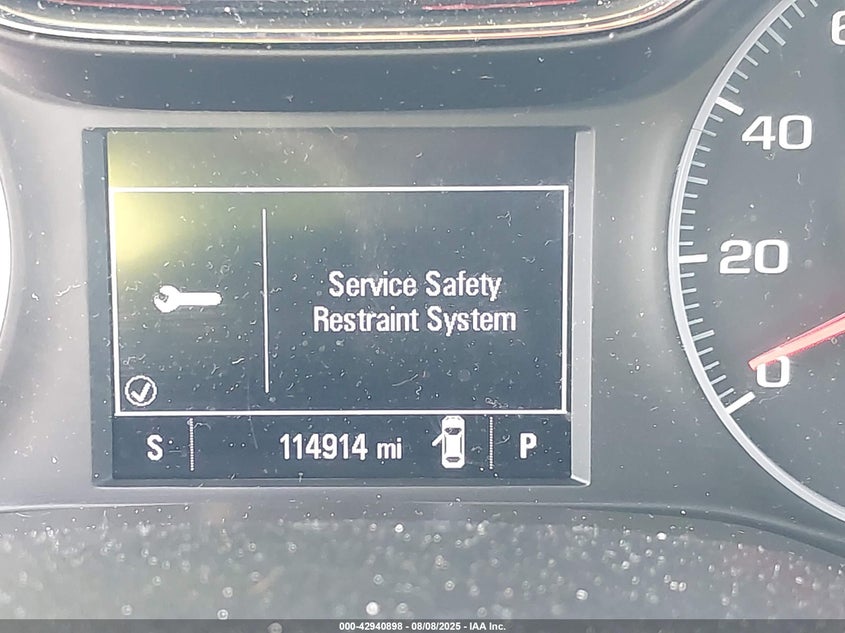 40
20
0
Service Safety
Restraint System
S
114914 mi
P
000-42940898 - 08/08/2025 - IAA Inc.